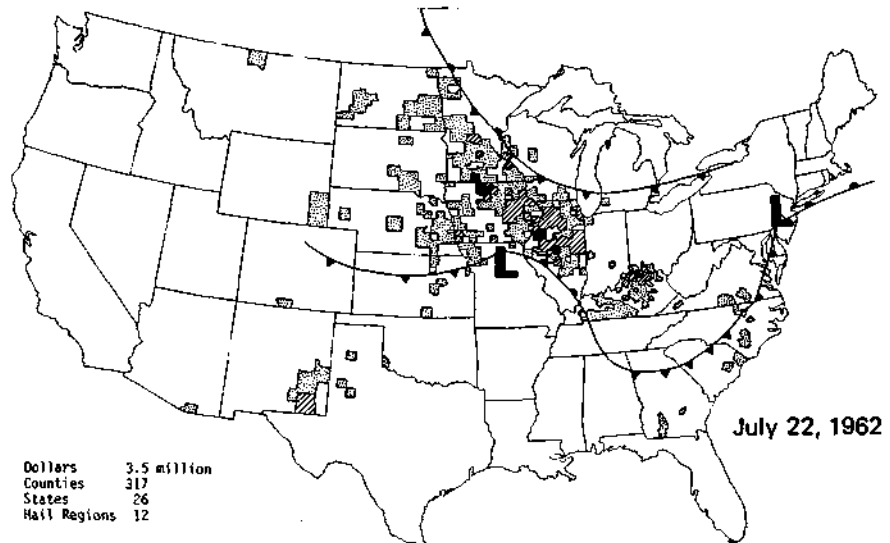 L
L
July 22, 1962
Dollars 3.5 million
Counties 317
States 26
Hail Regions 12